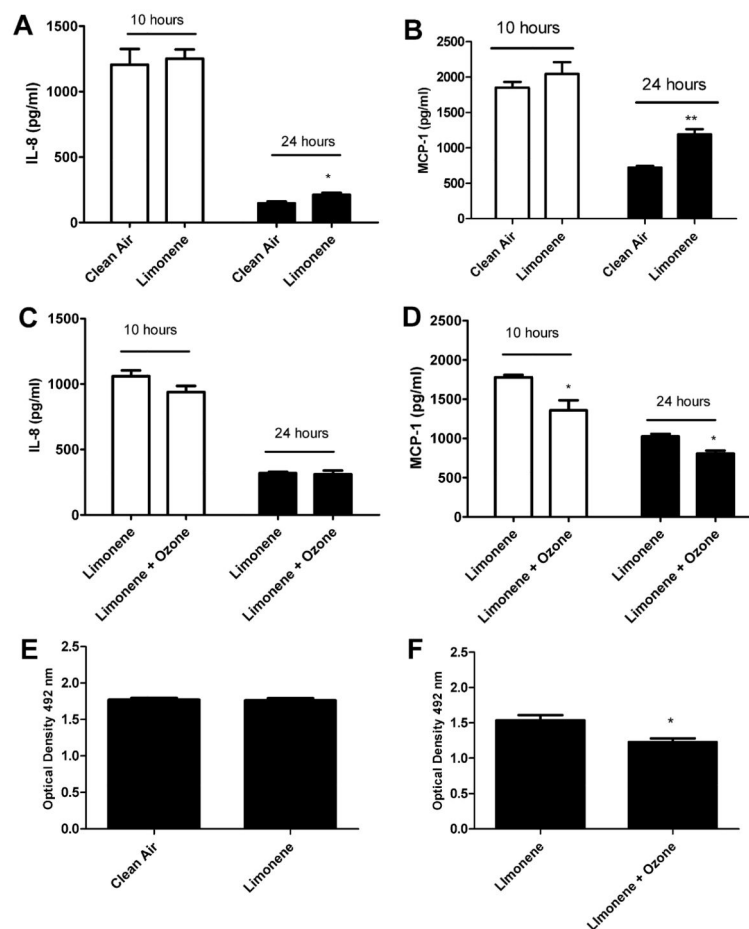 A
10 hours
1500
1000
500
0
IL-8 (pg/ml)
24 hours
*
Clean Air
Limonene
Clean Air
Limonene
B
10 hours
2500
2000
1500
1000
500
0
MCP-1 (pg/ml)
24 hours
**
Clean Air
Limonene
Clean Air
Limonene
C
10 hours
1500
1000
500
0
IL-8 (pg/ml)
24 hours
Limonene
Limonene + Ozone
Limonene
Limonene + Ozone
D
10 hours
2500
2000
1500
1000
500
0
MCP-1 (pg/ml)
*
24 hours
*
Limonene
Limonene + Ozone
Limonene
Limonene + Ozone
E
2.5
2.0
1.5
1.0
0.5
0.0
Optical Density 492 nm
Clean Air
Limonene
F
2.5
2.0
1.5
1.0
0.5
0.0
Optical Density 492 nm
*
LImonene
LImonene + Ozone